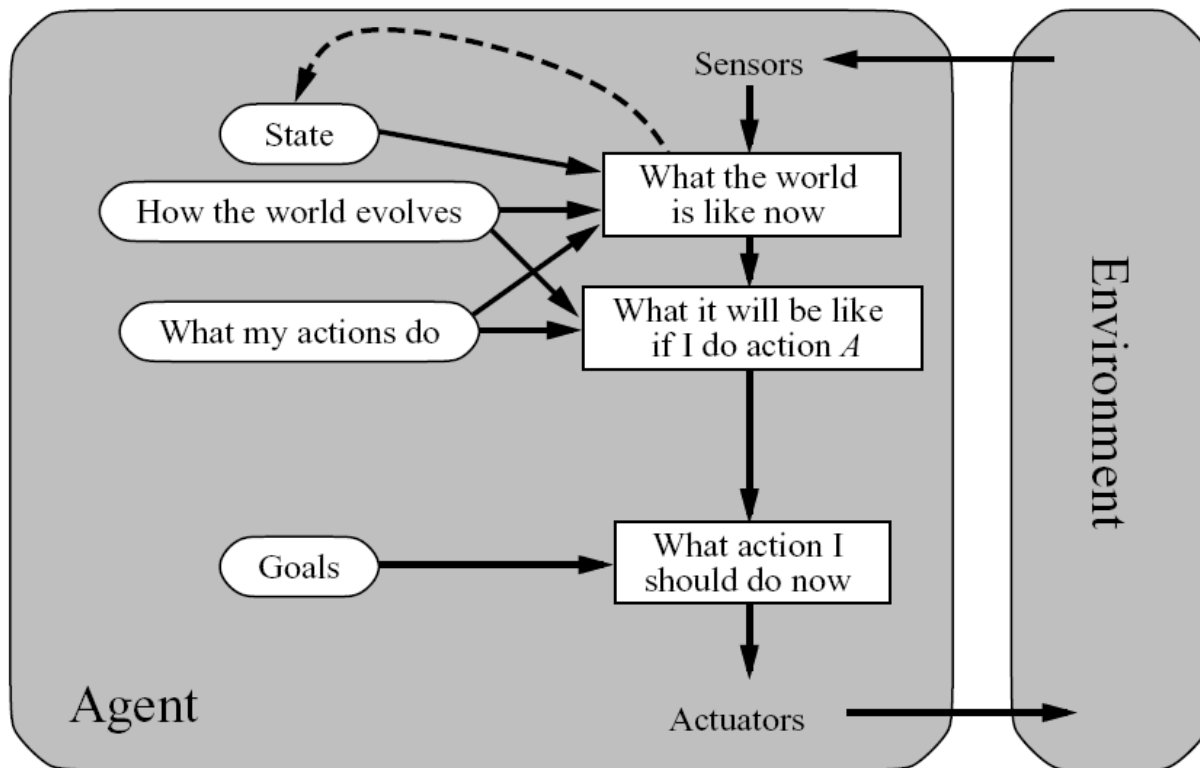 Sensors
State
What the world
is like now
How the world evolves
What my actions do
What it will be like
if I do action A
Goals
What action I
should do now
Agent
Actuators
Environment